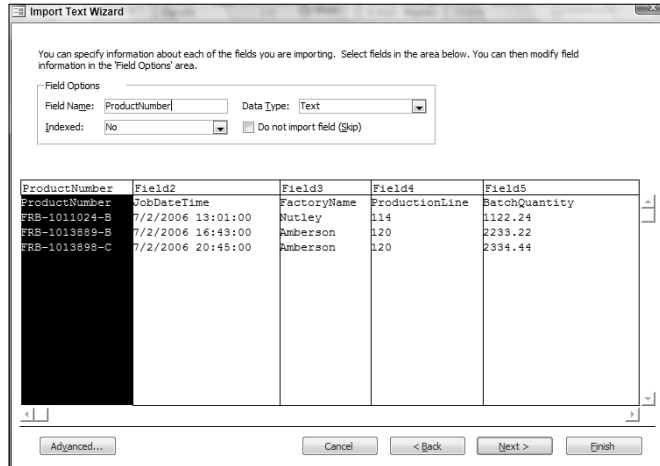 Import Text Wizard
You can specify information about each of the fields you are importing. Select fields in the area below. You can then modify field
information in the 'Field Options' area.
Field Options
Field Name: ProductNumber Data Type: Text
Indexed: No Do not import field (Skip)
ProductNumber Field2 Field3 Field4 Field5
ProductNumber JobDateTime FactoryName ProductionLine BatchQuantity
FRB-1011024-B 7/2/2006 13:01:00 Nutley 114 1122.24
FRB-1013889-B 7/2/2006 16:43:00 Amberson 120 2233.22
FRB-1013898-C 7/2/2006 20:45:00 Amberson 120 2334.44
Advanced... Cancel < Back Next > Finish